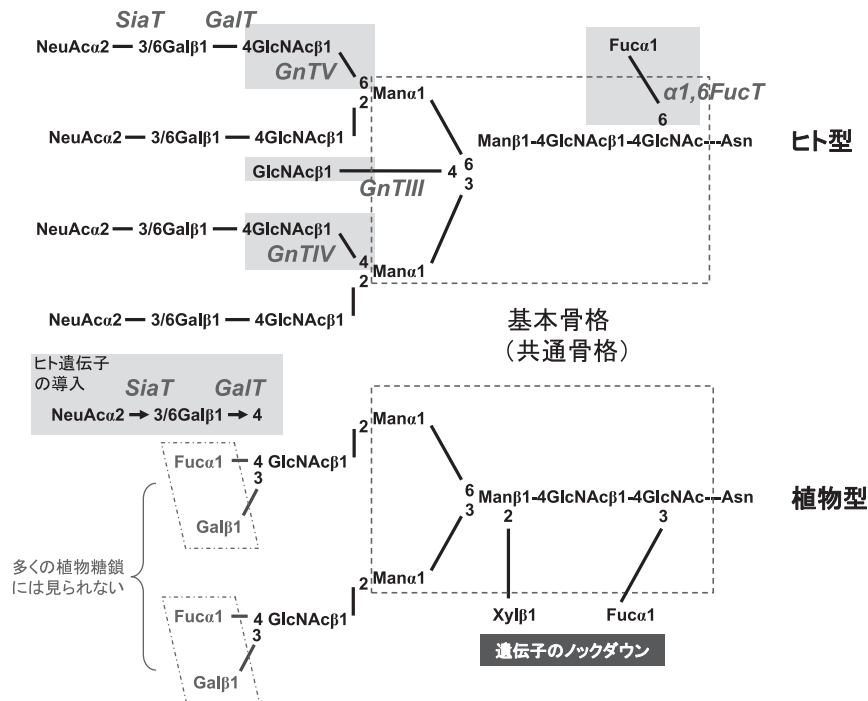 SiaT GalT
NeuAcα2 3/6Galβ1 4GlcNAcβ1
GnTV
Fucα1
α1,6FucT
6
6
2 Manα1
NeuAcα2 3/6Galβ1 4GlcNAcβ1
Manβ1-4GlcNAcβ1-4GlcNAc---Asn
ヒト型
GlcNAcβ1
GnTIII
4 6
3
NeuAcα2 3/6Galβ1 4GlcNAcβ1
GnTIV
4
2 Manα1
NeuAcα2 3/6Galβ1 4GlcNAcβ1
基本骨格
(共通骨格)
ヒト遺伝子
の導入
SiaT GalT
NeuAcα2 3/6Galβ1 4
2 Manα1
Fucα1 4 GlcNAcβ1
3
Galβ1
6
3
Manβ1-4GlcNAcβ1-4GlcNAc---Asn
2 3
植物型
多くの植物糖鎖
には見られない
2 Manα1
Fucα1 4 GlcNAcβ1
3
Galβ1
Xylβ1 Fucα1
遺伝子のノックダウン